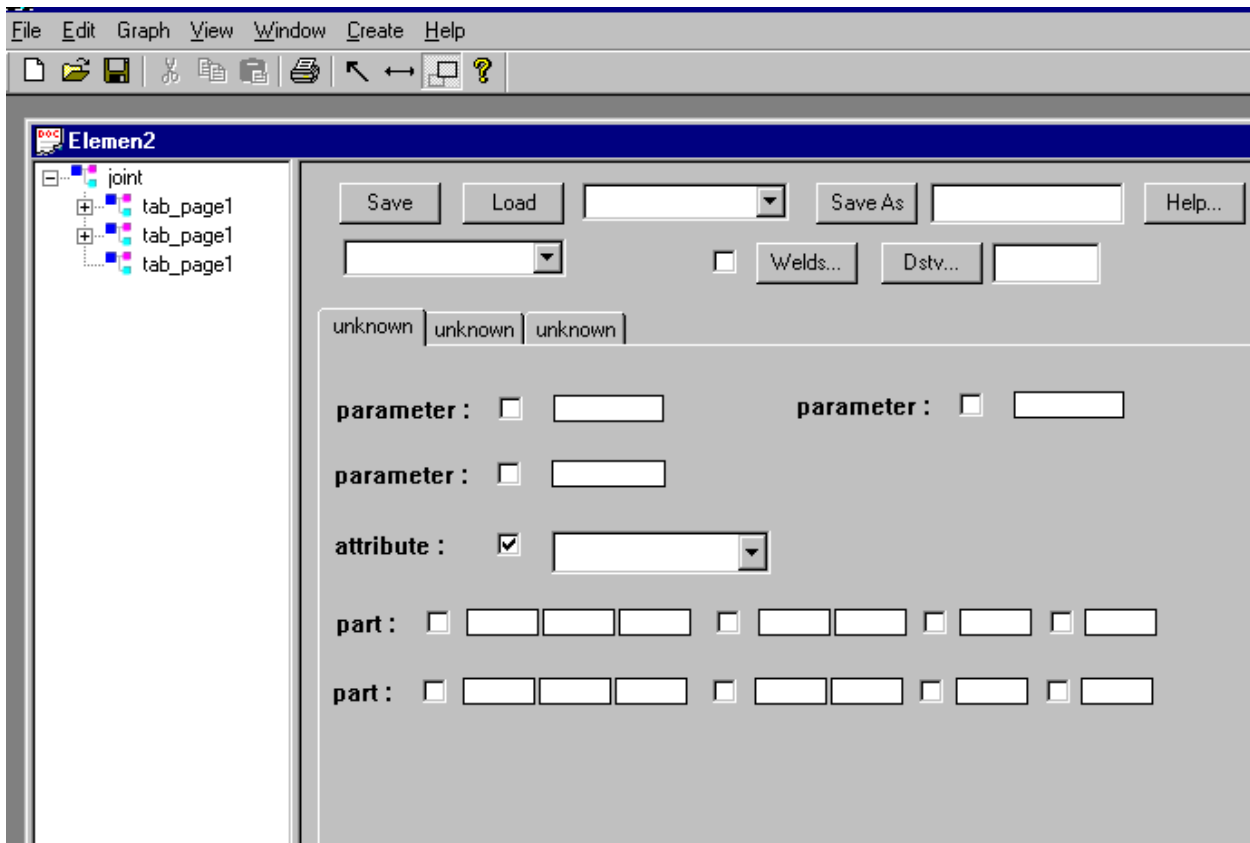 File Edit Graph View Window Create Help
DOC Elemen2
joint
tab_page1
tab_page1
tab_page1
Save Load Save As Help...
Welds... Dstv...
unknown unknown unknown
parameter : parameter :
parameter :
attribute :
part :
part :